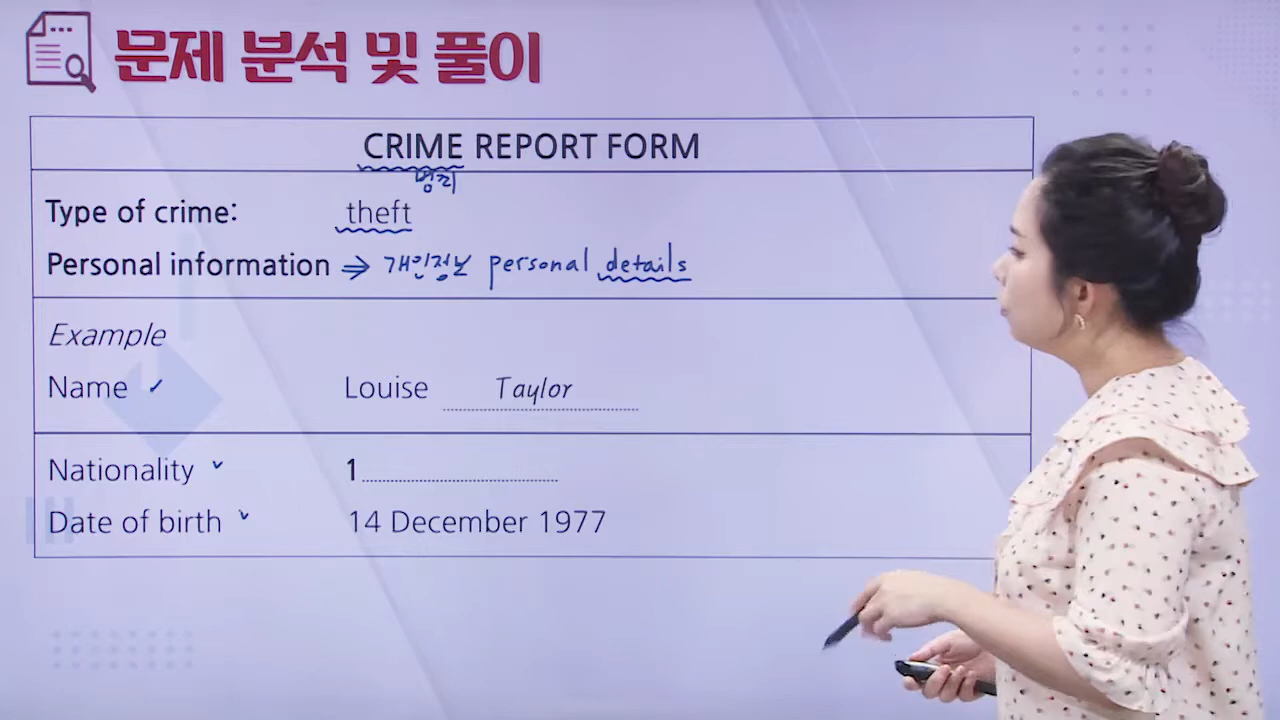 문제 분석 및 풀이
CRIME REPORT FORM
범죄
Type of crime: theft
Personal information ⇒ 개인정보 personal details
Example
Name ✓ Louise Taylor
Nationality ✓ 1
Date of birth ✓ 14 December 1977